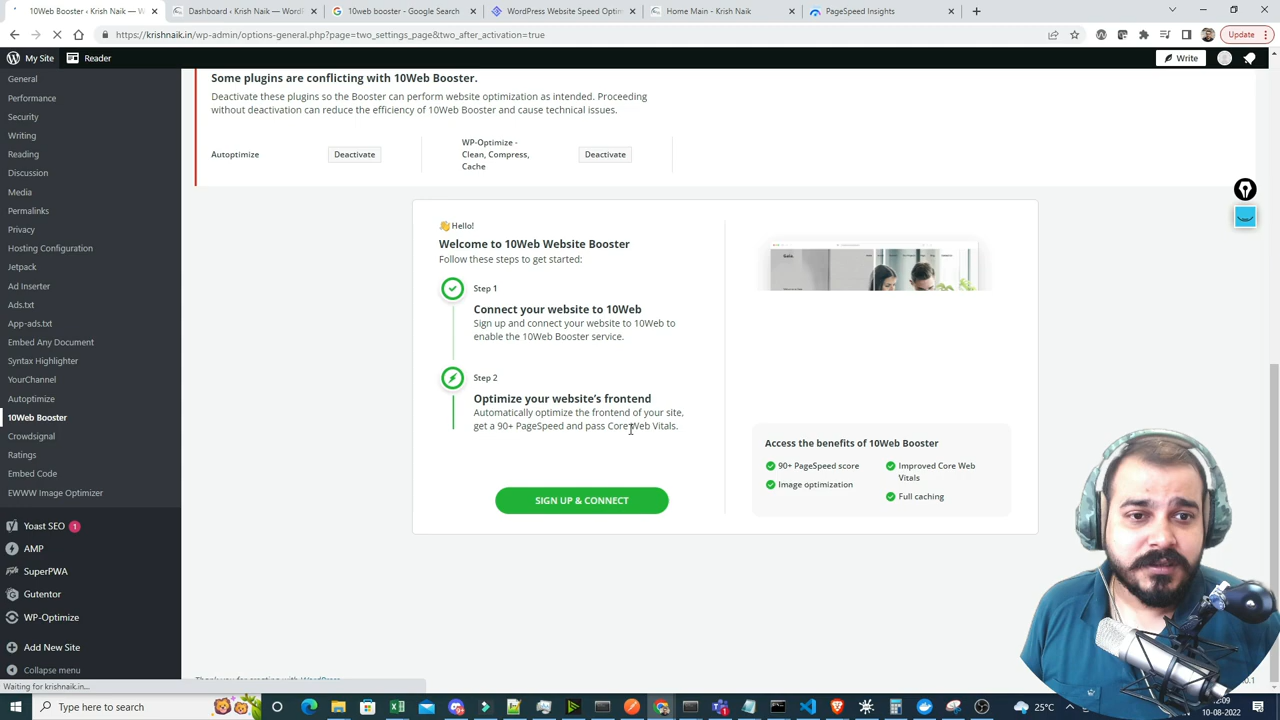 10Web Booster ‹ Krish Naik — W
Dashboard ‹ Krish Naik — Word
10web booster - Google Search
WordPress Website Speed Optim
Home Main - Krish Naik
PageSpeed Insights
https://krishnaik.in/wp-admin/options-general.php?page=two_settings_page&two_after_activation=true
Update
My Site
Reader
Write
General
Performance
Security
Writing
Reading
Discussion
Media
Permalinks
Privacy
Hosting Configuration
Jetpack
Ad Inserter
Ads.txt
App-ads.txt
Embed Any Document
Syntax Highlighter
YourChannel
Autoptimize
10Web Booster
Crowdsignal
Ratings
Embed Code
EWWW Image Optimizer
Yoast SEO 1
AMP
SuperPWA
Gutentor
WP-Optimize
Add New Site
Collapse menu
Some plugins are conflicting with 10Web Booster.
Deactivate these plugins so the Booster can perform website optimization as intended. Proceeding
without deactivation can reduce the efficiency of 10Web Booster and cause technical issues.
Autoptimize
Deactivate
WP-Optimize -
Clean, Compress,
Cache
Deactivate
Hello!
Welcome to 10Web Website Booster
Follow these steps to get started:
Step 1
Connect your website to 10Web
Sign up and connect your website to 10Web to
enable the 10Web Booster service.
Step 2
Optimize your website's frontend
Automatically optimize the frontend of your site,
get a 90+ PageSpeed and pass Core Web Vitals.
SIGN UP & CONNECT
Access the benefits of 10Web Booster
90+ PageSpeed score
Improved Core Web
Vitals
Image optimization
Full caching
Thank you for creating with WordPress
Waiting for krishnaik.in...
Type here to search
25°C
10-08-2022